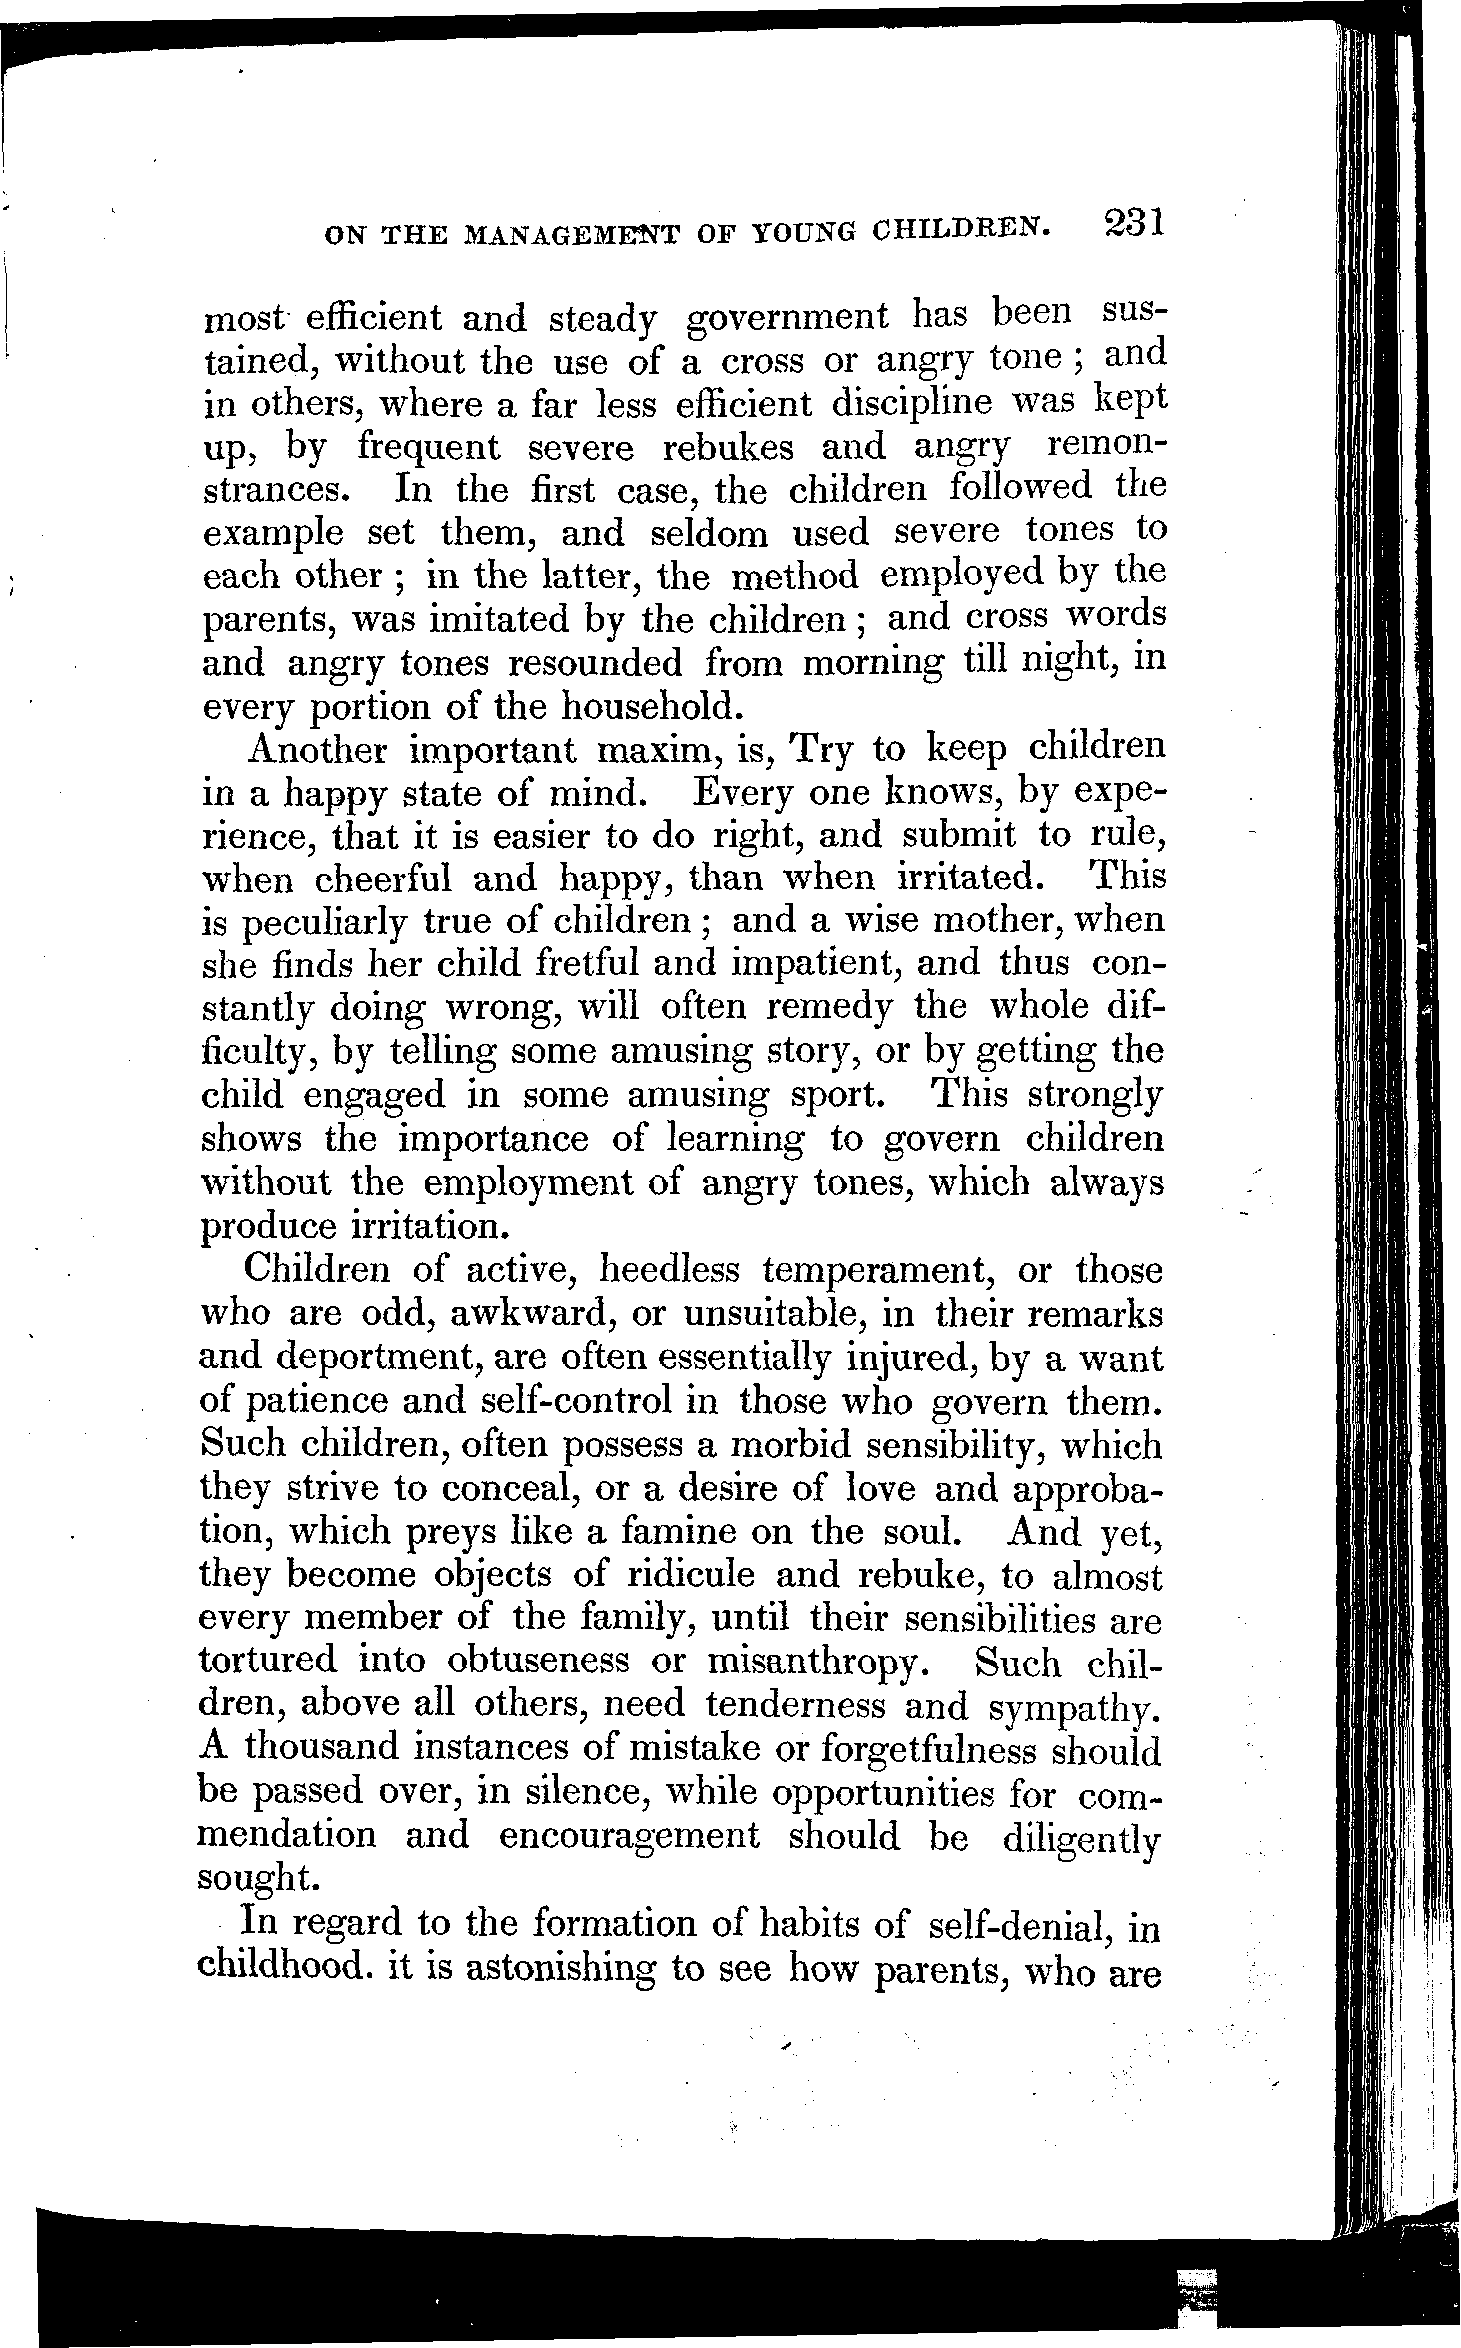 ON THE MANAGEMENT OF YOUNG CHILDREN. 231
most efficient and steady government has been sus-
tained, without the use of a cross or angry tone ; and
in others, where a far less efficient discipline was kept
up, by frequent severe rebukes and angry remon-
strances. In the first case, the children followed the
example set them, and seldom used severe tones to
each other ; in the latter, the method employed by the
parents, was imitated by the children ; and cross words
and angry tones resounded from morning till night, in
every portion of the household.
Another important maxim, is, Try to keep children
in a happy state of mind. Every one knows, by expe-
rience, that it is easier to do right, and submit to rule,
when cheerful and happy, than when irritated. This
is peculiarly true of children ; and a wise mother, when
she finds her child fretful and impatient, and thus con-
stantly doing wrong, will often remedy the whole dif-
ficulty, by telling some amusing story, or by getting the
child engaged in some amusing sport. This strongly
shows the importance of learning to govern children
without the employment of angry tones, which always
produce irritation.
Children of active, heedless temperament, or those
who are odd, awkward, or unsuitable, in their remarks
and deportment, are often essentially injured, by a want
of patience and self-control in those who govern them.
Such children, often possess a morbid sensibility, which
they strive to conceal, or a desire of love and approba-
tion, which preys like a famine on the soul. And yet,
they become objects of ridicule and rebuke, to almost
every member of the family, until their sensibilities are
tortured into obtuseness or misanthropy. Such chil-
dren, above all others, need tenderness and sympathy.
A thousand instances of mistake or forgetfulness should
be passed over, in silence, while opportunities for com-
mendation and encouragement should be diligently
sought.
In regard to the formation of habits of self-denial, in
childhood. it is astonishing to see how parents, who are